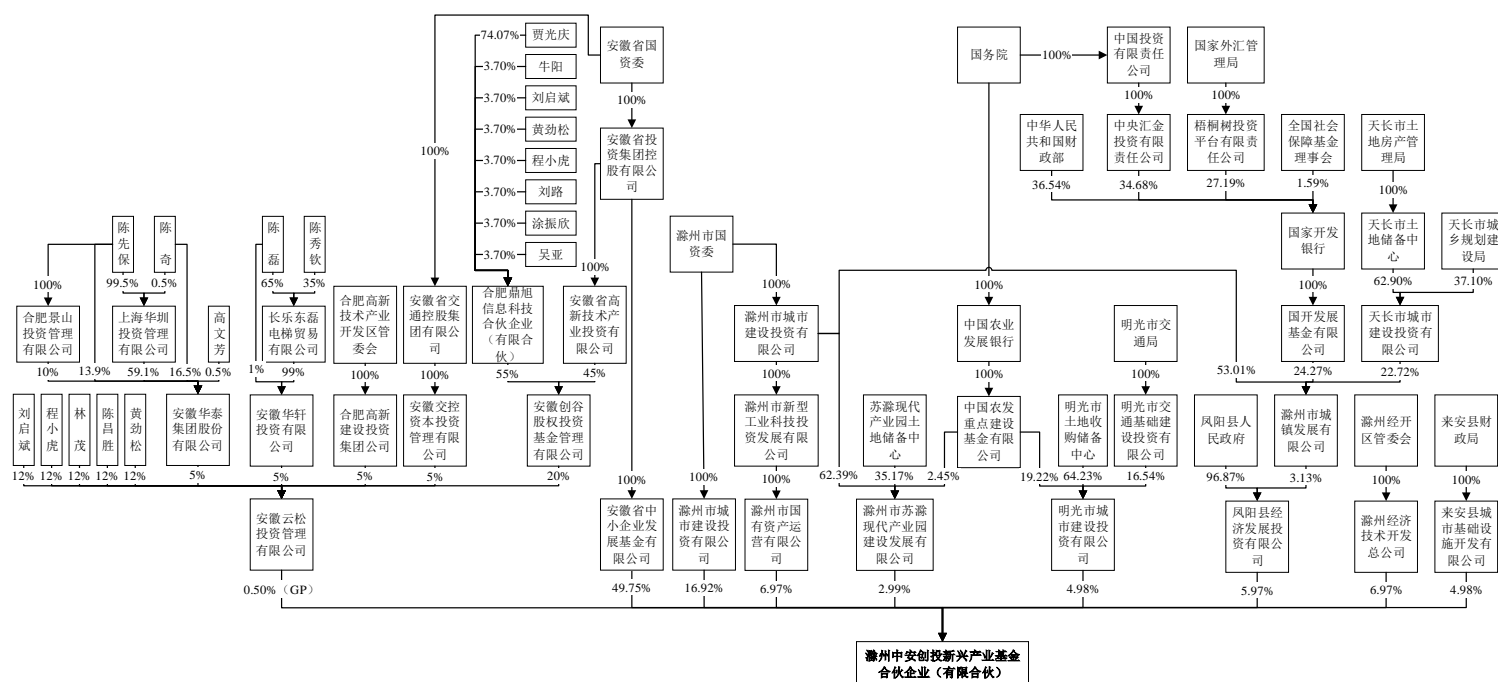 74.07%
贾光庆
3.70%
牛阳
3.70%
刘启斌
3.70%
黄劲松
3.70%
程小虎
3.70%
刘路
3.70%
涂振欣
3.70%
吴亚
安徽省国
资委
100%
100%
安徽省投
资集团控
股有限公
司
国务院
100%
中国投资
有限责任
公司
国家外汇管
理局
100%
100%
中华人民
共和国财
政部
中央汇金
投资有限
责任公司
梧桐树投资
平台有限责
任公司
全国社会
保障基金
理事会
天长市土
地房产管
理局
36.54%
34.68%
27.19%
1.59%
100%
陈
先
保
陈
奇
陈
磊
陈
秀
钦
滁州市国
资委
国家开发
银行
天长市土
地储备中
心
天长市城
乡规划建
设局
100%
99.5%
0.5%
65%
35%
100%
62.90%
37.10%
合肥景山
投资管理
有限公司
上海华圳
投资管理
有限公司
高
文
芳
长乐东磊
电梯贸易
有限公司
合肥高新
技术产业
开发区管
委会
安徽省交
通控股集
团有限公
司
合肥鼎旭
信息科技
合伙企业
（有限合
伙）
安徽省高
新技术产
业投资有
限公司
滁州市城市
建设投资有
限公司
中国农业
发展银行
明光市交
通局
国开发展
基金有限
公司
天长市城市
建设投资有
限公司
10%
13.9%
59.1%
16.5%
0.5%
1%
99%
100%
100%
55%
45%
100%
100%
100%
100%
53.01%
24.27%
22.72%
刘
启
斌
程
小
虎
林
茂
陈
昌
胜
黄
劲
松
安徽华泰
集团股份
有限公司
安徽华轩
投资有限
公司
合肥高新
建设投资
集团公司
安徽交控
资本投资
管理有限
公司
安徽创谷
股权投资
基金管理
有限公司
滁州市新型
工业科技投
资发展有限
公司
苏滁现代
产业园土
地储备中
心
中国农发
重点建设
基金有限
公司
明光市
土地收
购储备
中心
明光市交
通基础建
设投资有
限公司
凤阳县人
民政府
滁州市城
镇发展有
限公司
滁州经开
区管委会
来安县财
政局
12%
12%
12%
12%
12%
5%
5%
5%
5%
20%
100%
100%
100%
62.39%
35.17%
2.45%
19.22%
64.23%
16.54%
96.87%
3.13%
100%
100%
安徽云松
投资管理
有限公司
安徽省中
小企业发
展基金有
限公司
滁州市城
市建设投
资有限公
司
滁州市国
有资产运
营有限公
司
滁州市苏滁
现代产业园
建设发展有
限公司
明光市城
市建设投
资有限公
司
凤阳县经
济发展投
资有限公
司
滁州经济
技术开发
总公司
来安县城
市基础设
施开发有
限公司
0.50%（GP）
49.75%
16.92%
6.97%
2.99%
4.98%
5.97%
6.97%
4.98%
滁州中安创投新兴产业基金
合伙企业（有限合伙）